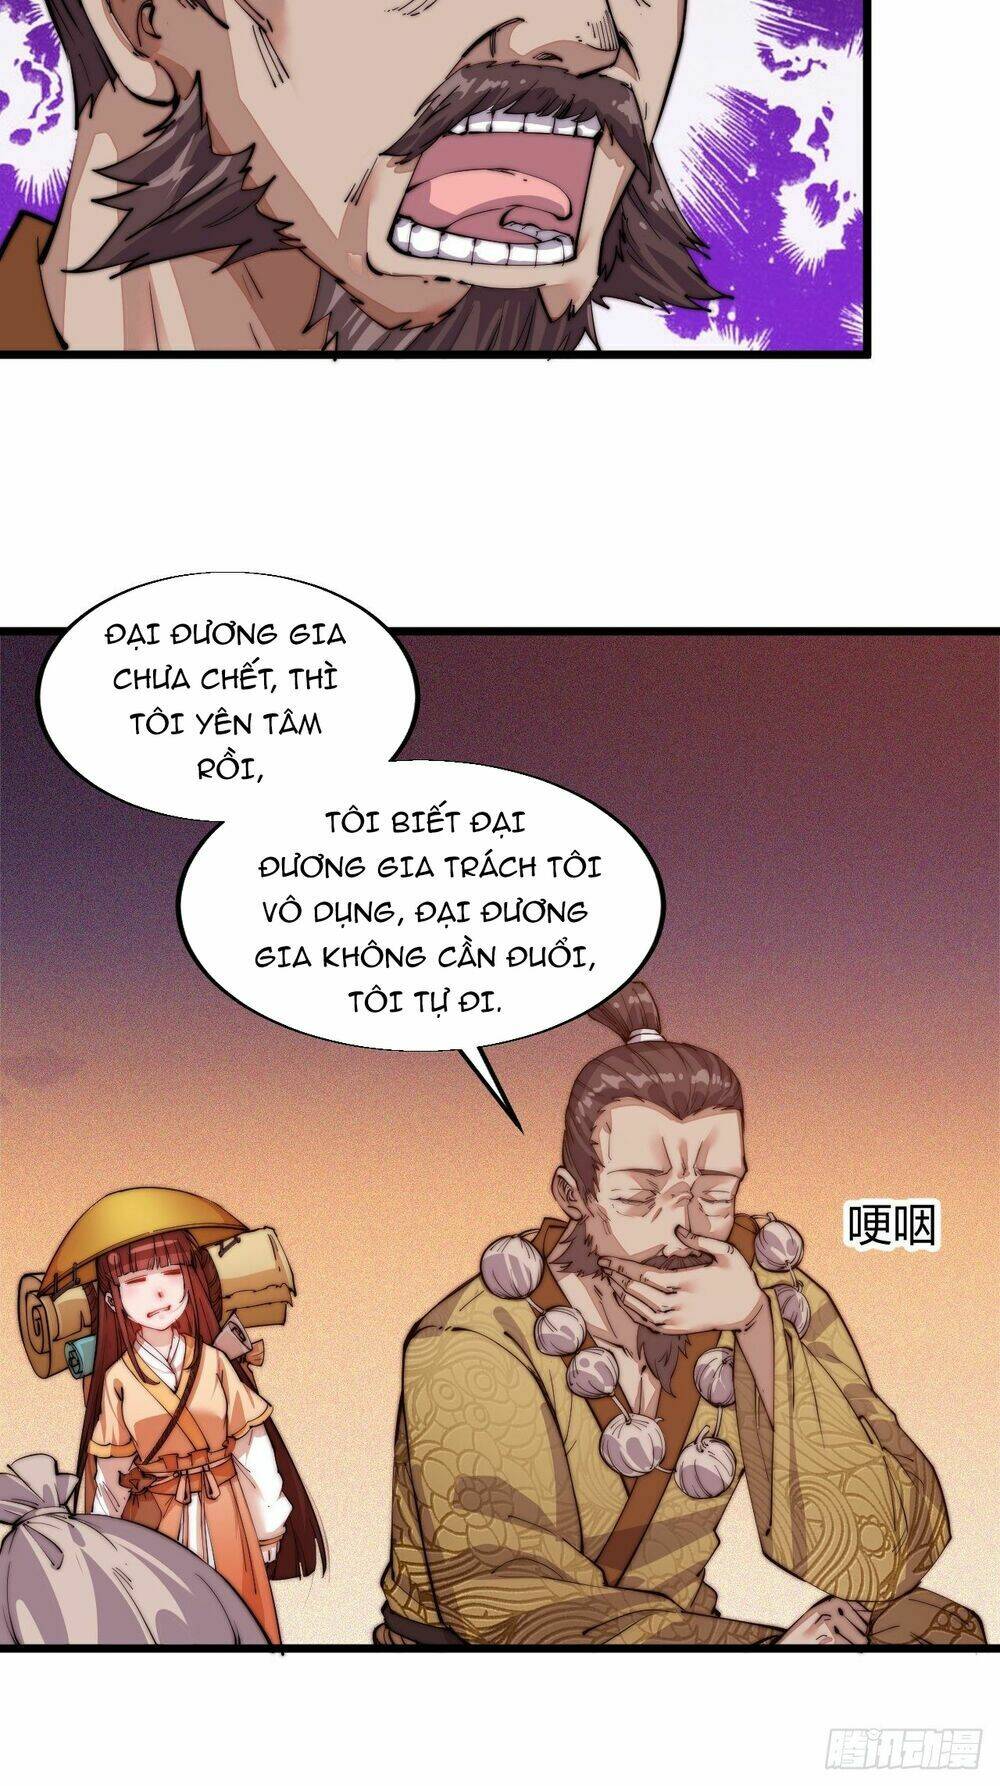 ĐẠI ĐƯƠNG GIA
CHƯA CHẾT, THÌ
TÔI YÊN TÂM
RỒI,
TÔI BIẾT ĐẠI
ĐƯƠNG GIA TRÁCH TÔI
VÔ DỤNG, ĐẠI ĐƯƠNG
GIA KHÔNG CẦN ĐUỔI,
TÔI TỰ ĐI.
哽咽
腾讯动漫